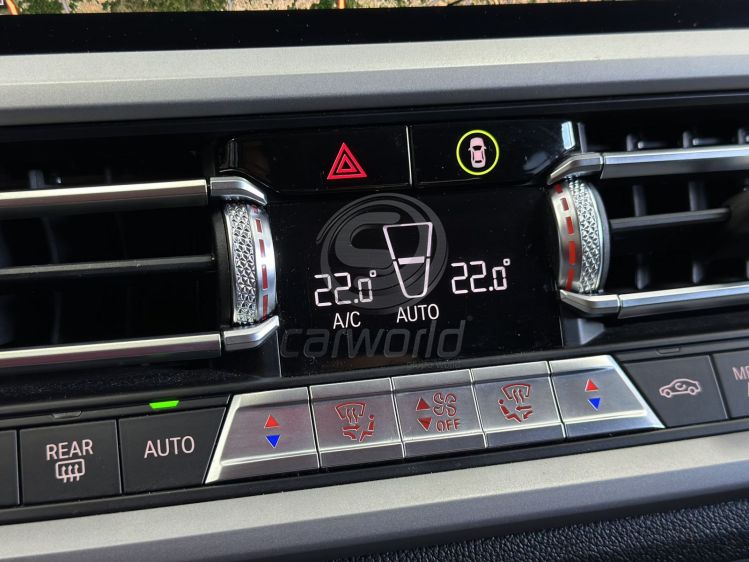 22.0°
22.0°
A/C
AUTO
carworld
REAR
AUTO
OFF